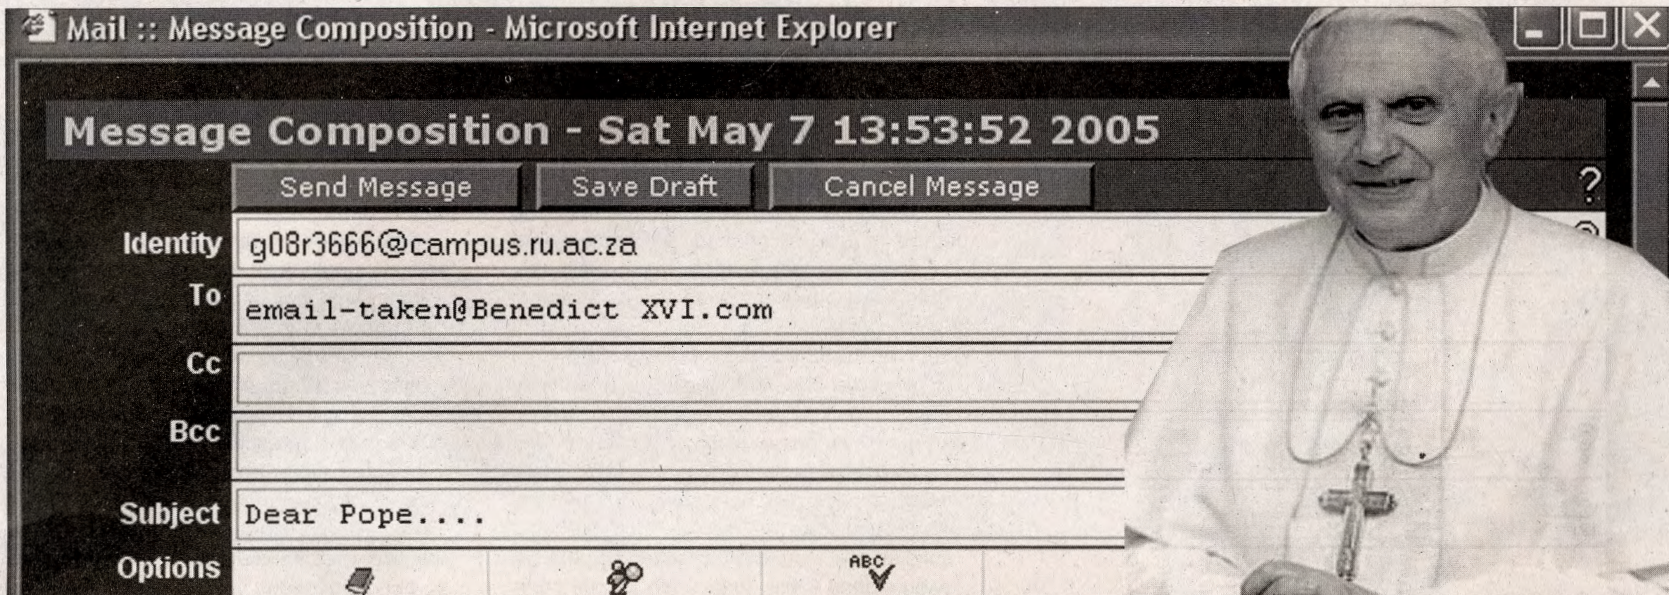 Mail :: Message Composition - Microsoft Internet Explorer
Message Composition - Sat May 7 13:53:52 2005
Send Message Save Draft Cancel Message ?
Identity g08r3666@campus.ru.ac.za
To email-taken@Benedict XVI.com
Cc
Bcc
Subject Dear Pope....
Options ABC